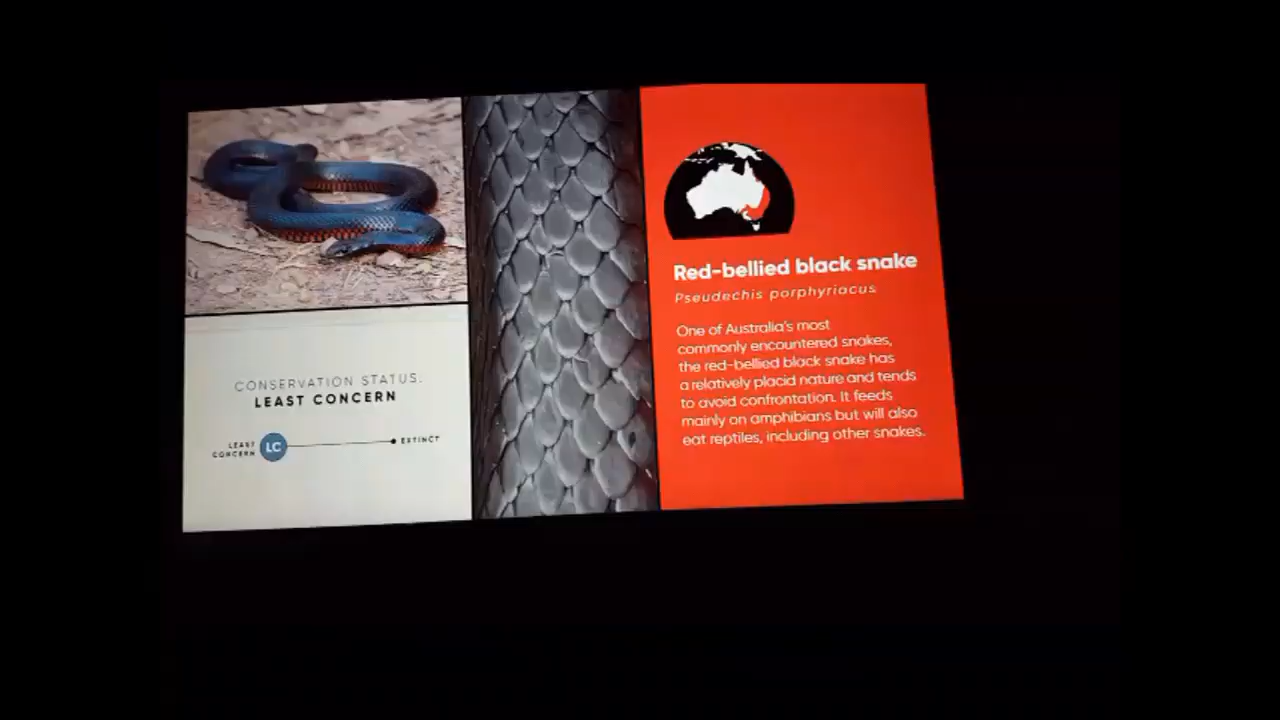 CONSERVATION STATUS:
LEAST CONCERN
LEAST
CONCERN
LC
EXTINCT
Red-bellied black snake
Pseudechis porphyriacus
One of Australia's most
commonly encountered snakes,
the red-bellied black snake has
a relatively placid nature and tends
to avoid confrontation. It feeds
mainly on amphibians but will also
eat reptiles, including other snakes.